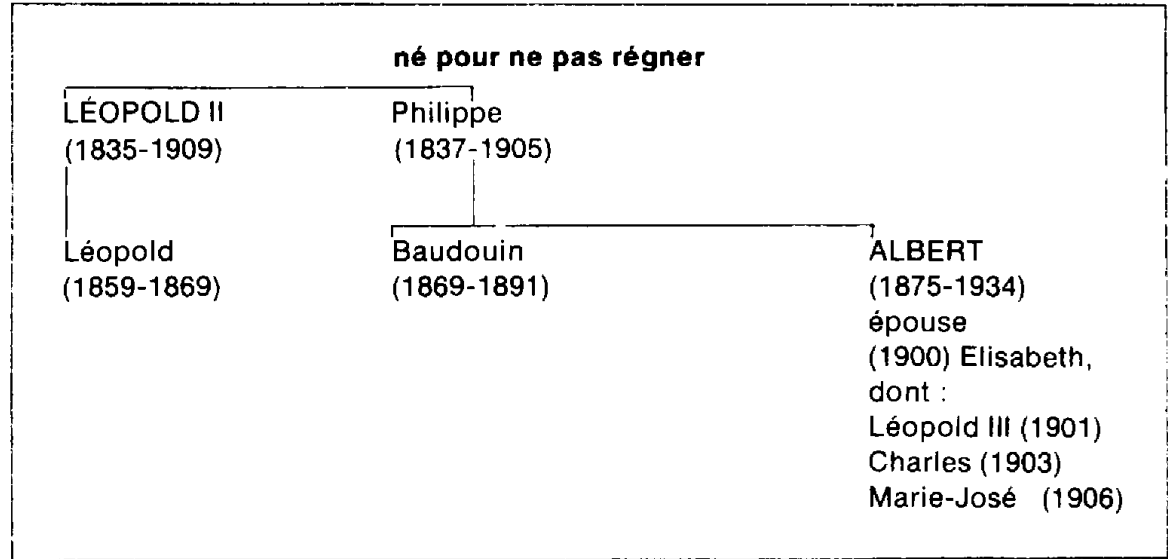 né pour ne pas régner
LÉOPOLD II
(1835-1909)
Philippe
(1837-1905)
Léopold
(1859-1869)
Baudouin
(1869-1891)
ALBERT
(1875-1934)
épouse
(1900) Elisabeth,
dont :
Léopold III (1901)
Charles (1903)
Marie-José (1906)